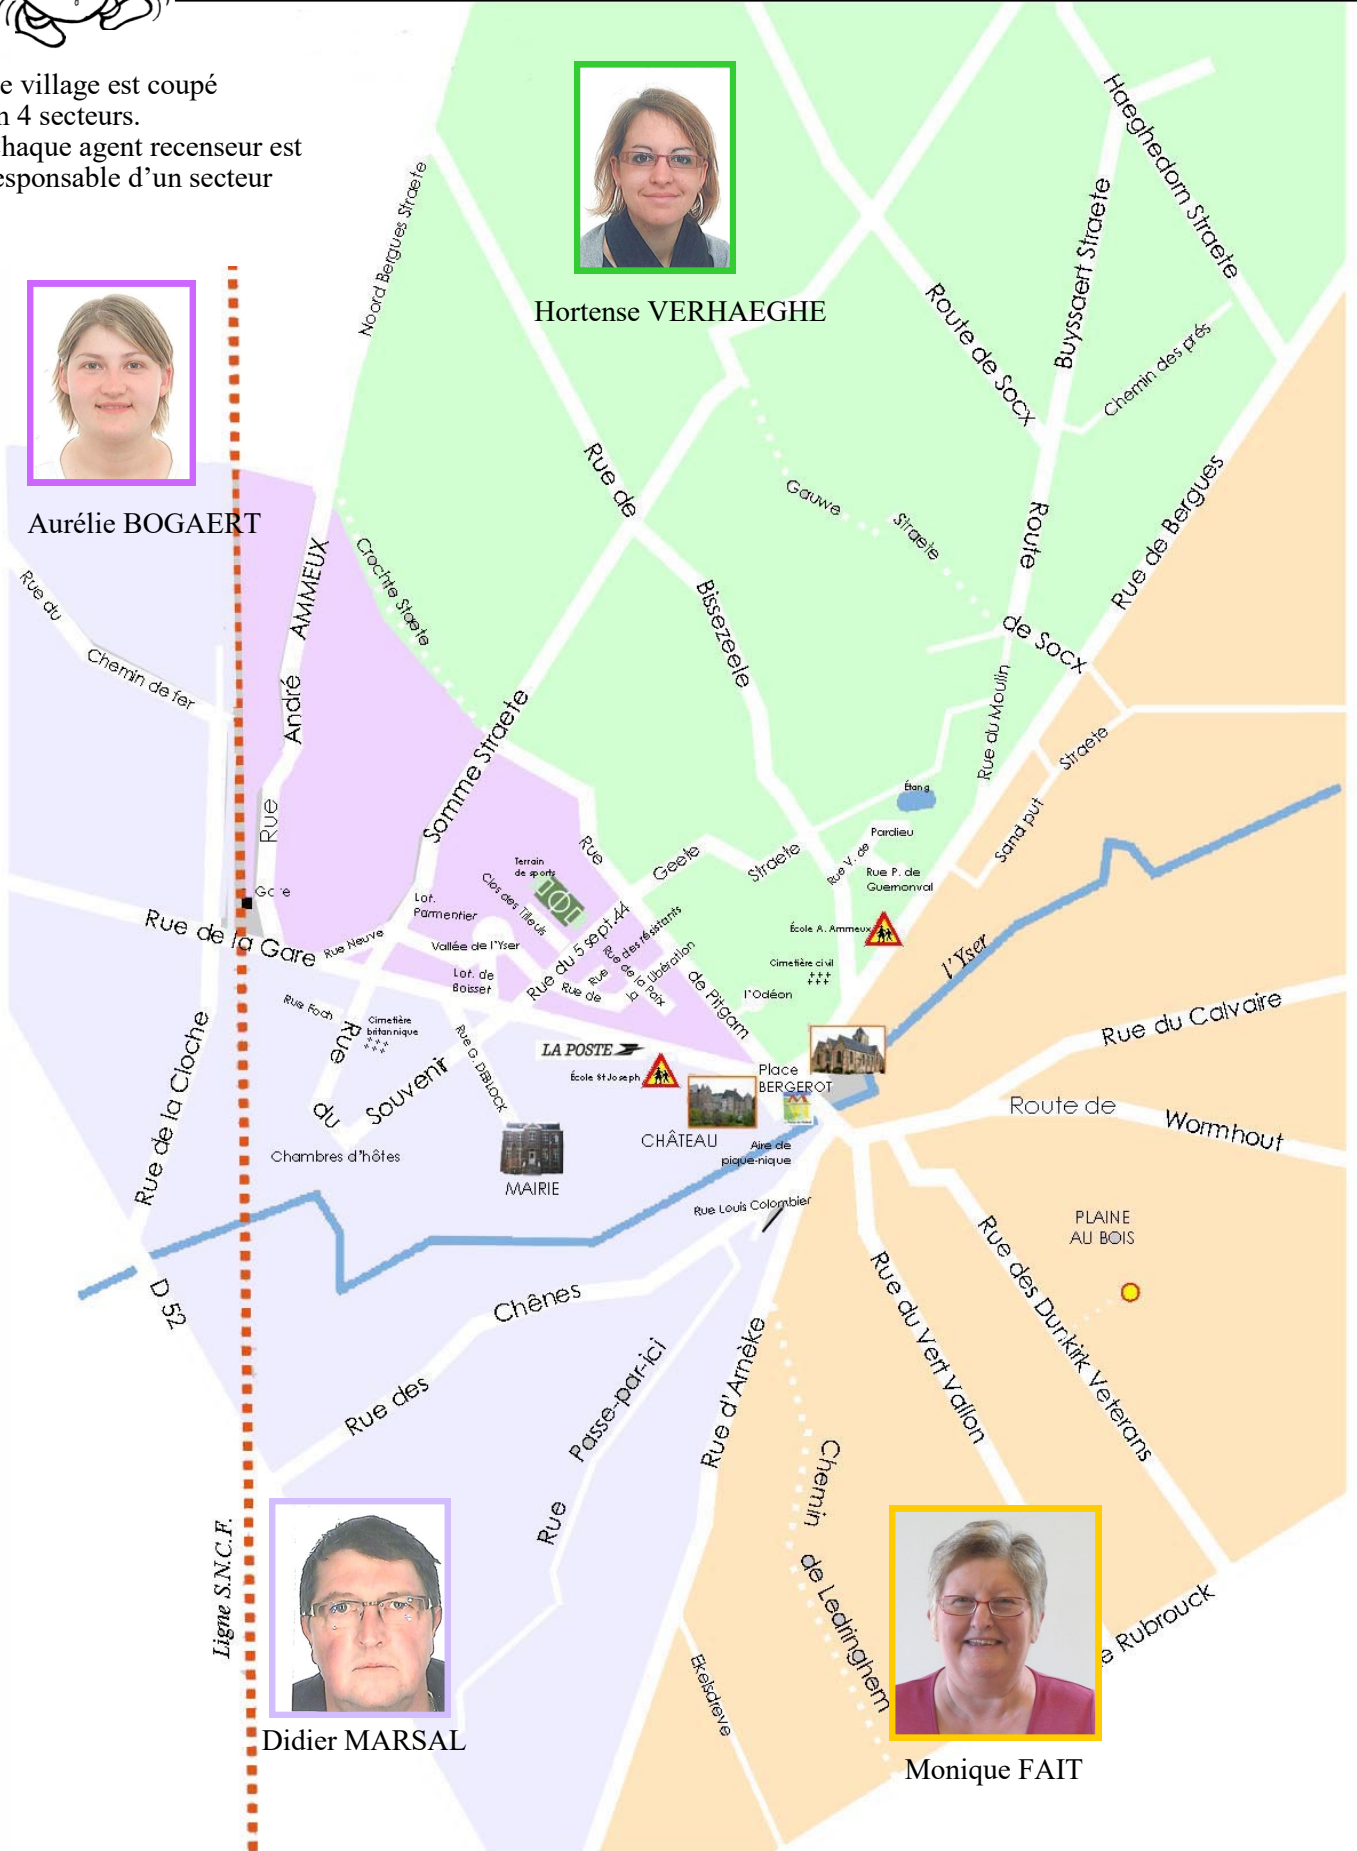 e village est coupé
n 4 secteurs.
haque agent recenseur est
esponsable d'un secteur
Hortense VERHAEGHE
Aurélie BOGAERT
Noord Bergues Straete
Haeghedorn Straete
Buyssaert Straete
Route de Socx
Chemin des prés
Rue de Bergues
Rue de
Bissezeele
Gauwe
Straete
Route
de Socx
Crochte Staete
Rue du
Chemin de fer
Rue
André
AMMEUX
Somme Straete
Rue du Moulin
Straete
Sand put
Étang
Pardieu
Rue V. de
Rue P. de
Guernonval
Geete
Straete
Rue
de Pitgam
Terrain
de sports
Clos des Tilleuls
Gare
Lot.
Parmentier
Rue de la Gare
Rue Neuve
Vallée de l'Yser
Lot. de
Boisset
Rue du 5 sept.44
Rue
des résistants
Rue de
la
Libération
Rue de la Paix
École A. Ammeux
Cimetière civil
l'Odéon
l'Yser
Rue Foch
Cimetière
britannique
Rue
du
Souvenir
Rue G. DEBLOCK
LA POSTE
École St Joseph
Place
BERGEROT
Rue du Calvaire
Route de
Wormhout
Rue de la Cloche
Chambres d'hôtes
MAIRIE
CHÂTEAU
Aire de
pique-nique
Rue Louis Colombier
PLAINE
AU BOIS
D 52
Chênes
Rue des
Passe-par-ici
Rue
Rue d'Arnèke
Rue du Vert Vallon
Rue des Dunkirk Veterans
Chemin
de Ledringhem
Ekelsdreve
e Rubrouck
Ligne S.N.C.F.
Didier MARSAL
Monique FAIT